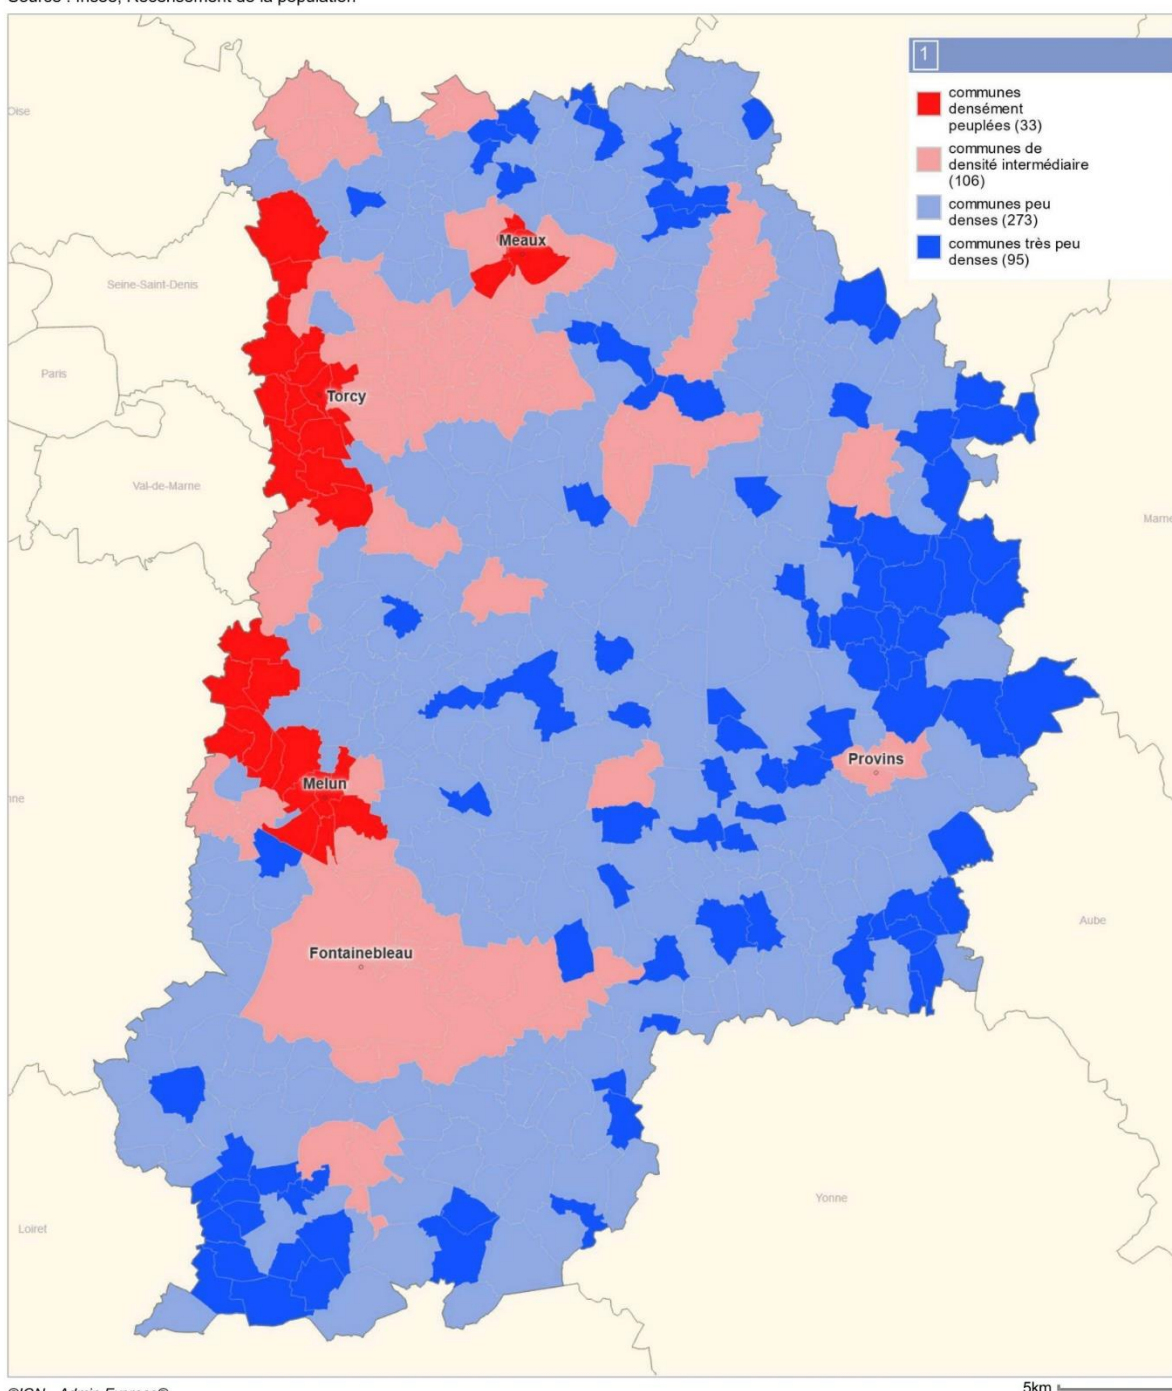 Source : Insee, Recensement de la population
1
communes
densément
peuplées (33)
communes de
densité intermédiaire
(106)
communes peu
denses (273)
communes très peu
denses (95)
Oise
Meaux
Seine-Saint-Denis
Paris
Torcy
Val-de-Marne
Marne
Provins
Melun
nne
Aube
Fontainebleau
Yonne
Loiret
5km
©IGN - Admin Express©